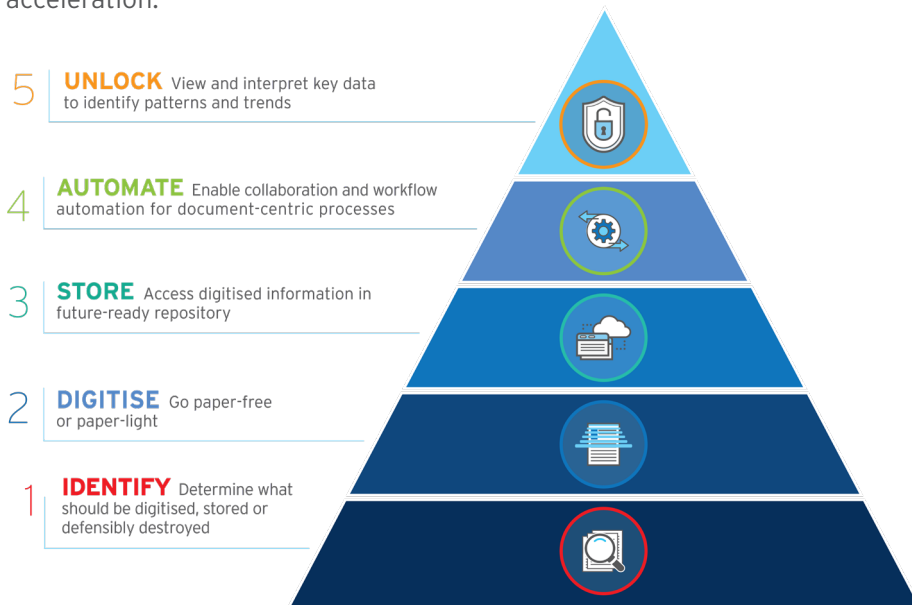 acceleration.
5 UNLOCK View and interpret key data
to identify patterns and trends
4 AUTOMATE Enable collaboration and workflow
automation for document-centric processes
3 STORE Access digitised information in
future-ready repository
2 DIGITISE Go paper-free
or paper-light
1 IDENTIFY Determine what
should be digitised, stored or
defensibly destroyed